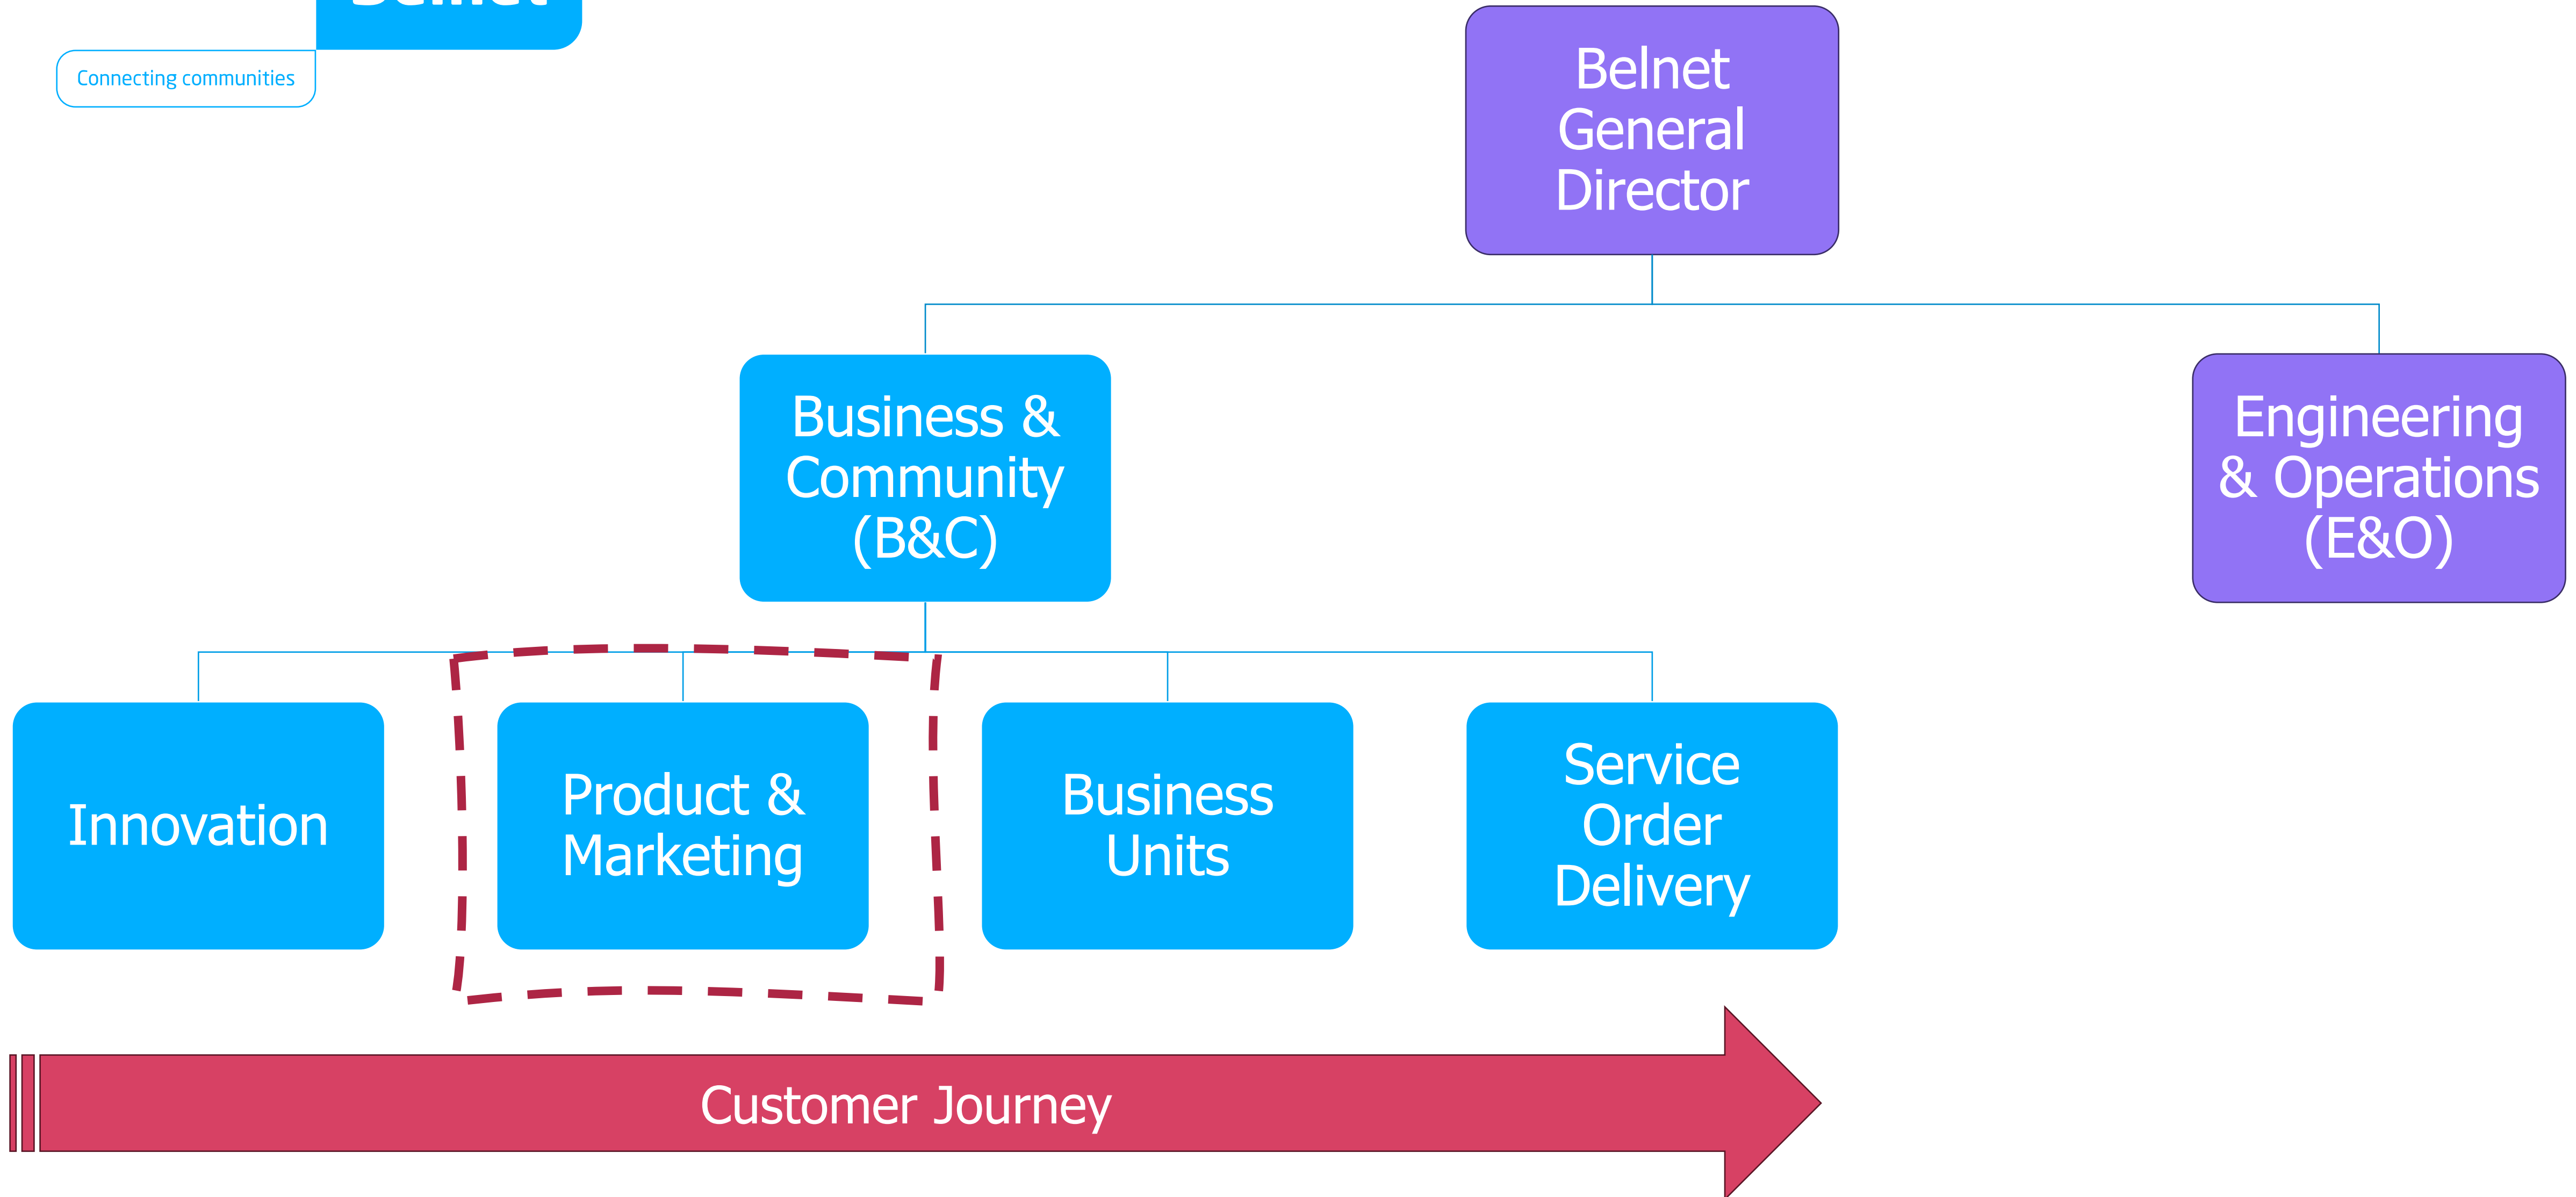 Connecting communities
Belnet
General
Director
Business &
Community
(B&C)
Engineering
& Operations
(E&O)
Innovation
Product &
Marketing
Business
Units
Service
Order
Delivery
Customer Journey